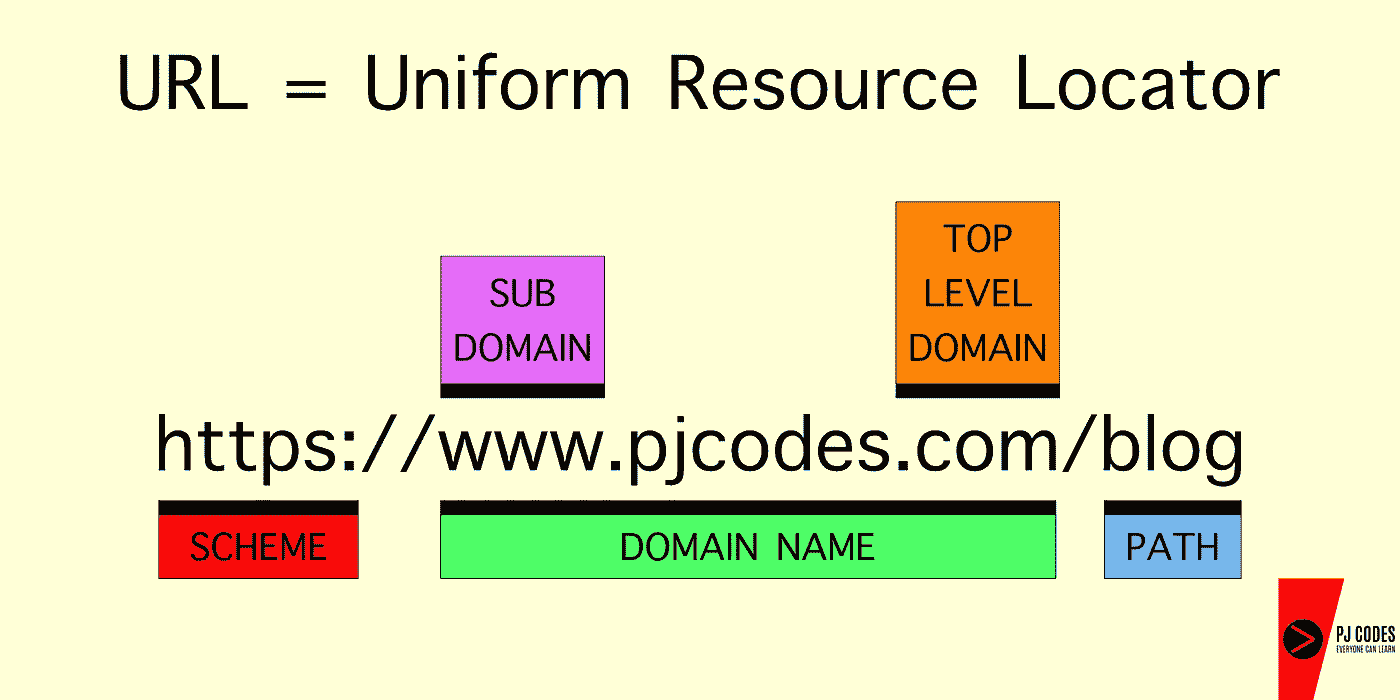 URL = Uniform Resource Locator
SUB
DOMAIN
TOP
LEVEL
DOMAIN
https://www.pjcodes.com/blog
SCHEME
DOMAIN NAME
PATH
PJ CODES
EVERYONE CAN LEARN